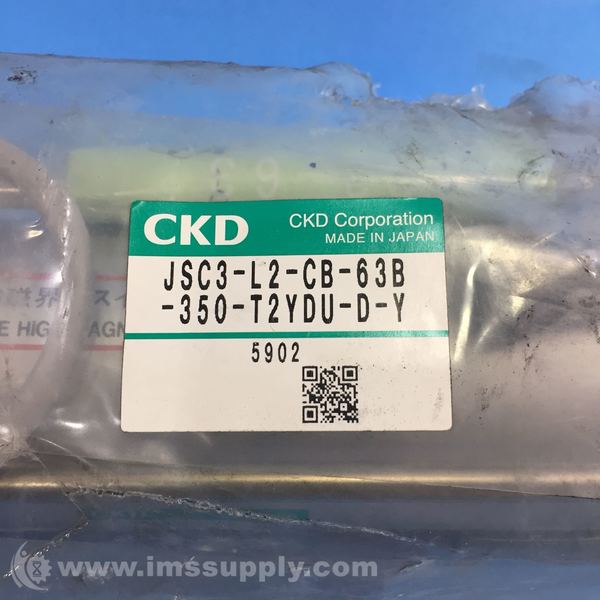 CKD
CKD Corporation
MADE IN JAPAN
JSC3-L2-CB-63B
-350-T2YDU-D-Y
5902
www.imssupply.com